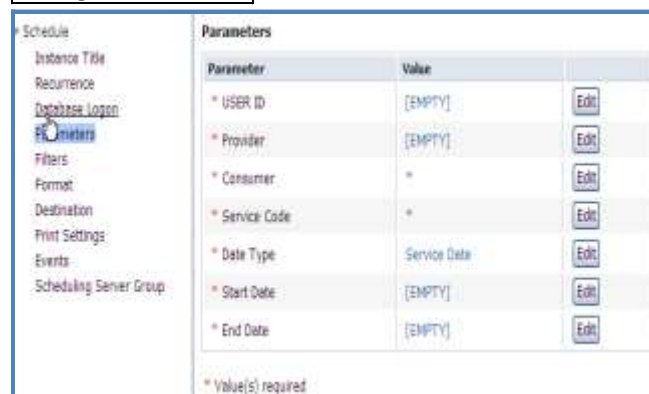 Schedule
Instance Title
Recurrence
Database Logon
Parameters
Filters
Format
Destination
Print Settings
Events
Scheduling Server Group
Parameters
Parameter Value
* USER ID [EMPTY] Edit
* Provider [EMPTY] Edit
* Consumer * Edit
* Service Code * Edit
* Date Type Service Date Edit
* Start Date [EMPTY] Edit
* End Date [EMPTY] Edit
* Value(s) required